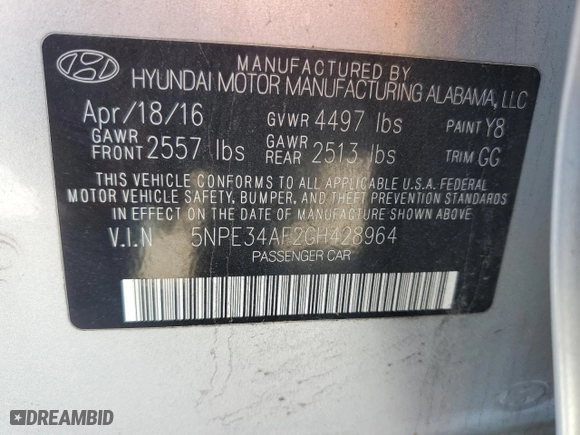 MANUFACTURED BY
HYUNDAI MOTOR MANUFACTURING ALABAMA, LLC
Apr/18/16 GVWR 4497 lbs PAINT Y8
GAWR FRONT 2557 lbs GAWR REAR 2513 lbs TRIM GG
THIS VEHICLE CONFORMS TO ALL APPLICABLE U.S.A. FEDERAL
MOTOR VEHICLE SAFETY, BUMPER, AND THEFT PREVENTION STANDARDS
IN EFFECT ON THE DATE OF MANUFACTURE SHOWN ABOVE.
V.I.N 5NPE34AF2GH428964
PASSENGER CAR
DREAMBID